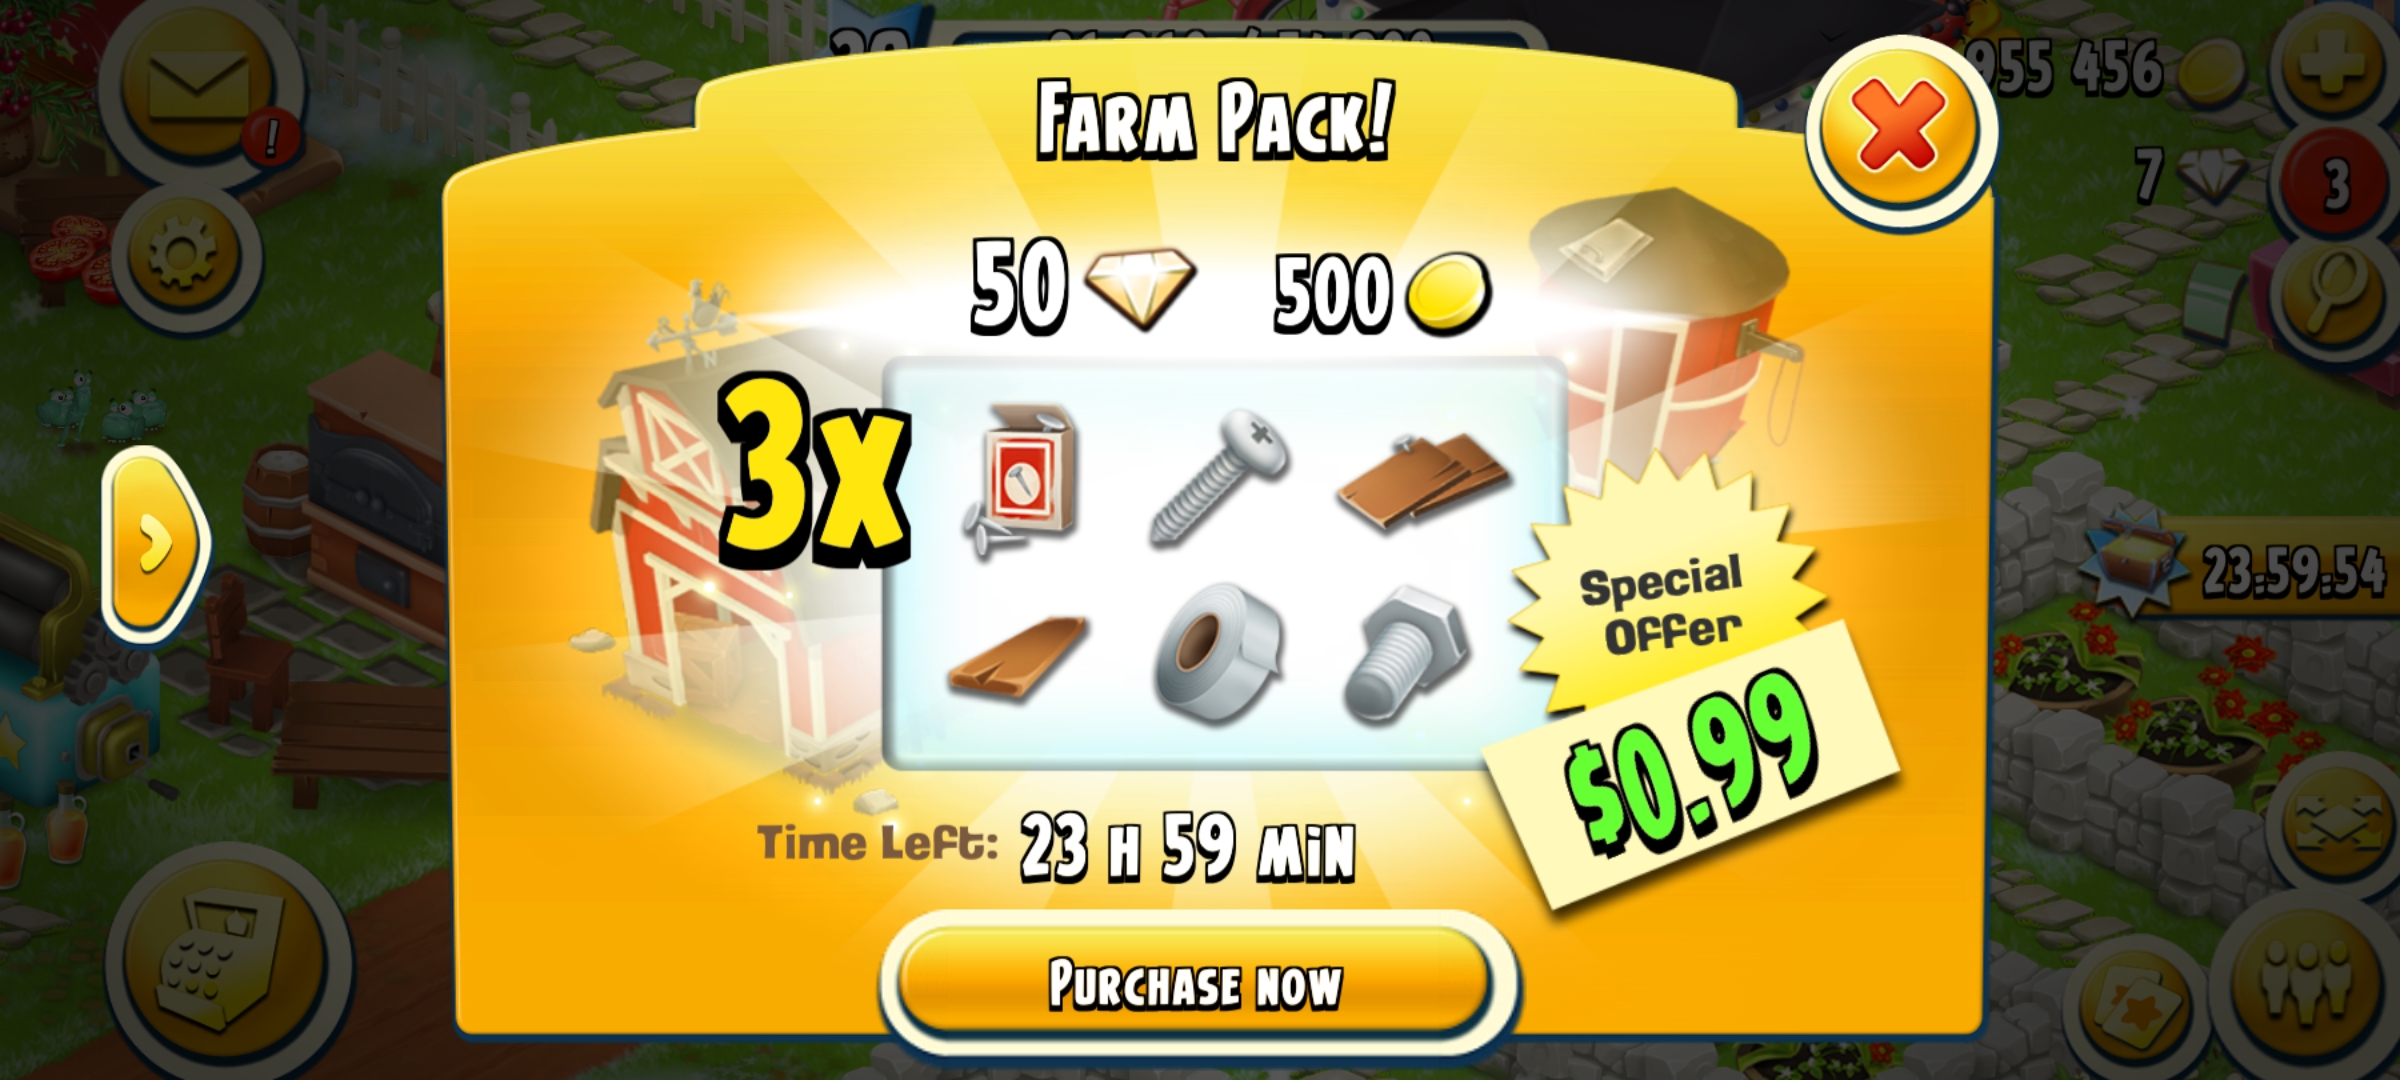 955 456
FARM PACK!
7
3
50
500
3x
Special
Offer
23:59:54
$0.99
Time Left: 23 H 59 MIN
PURCHASE NOW